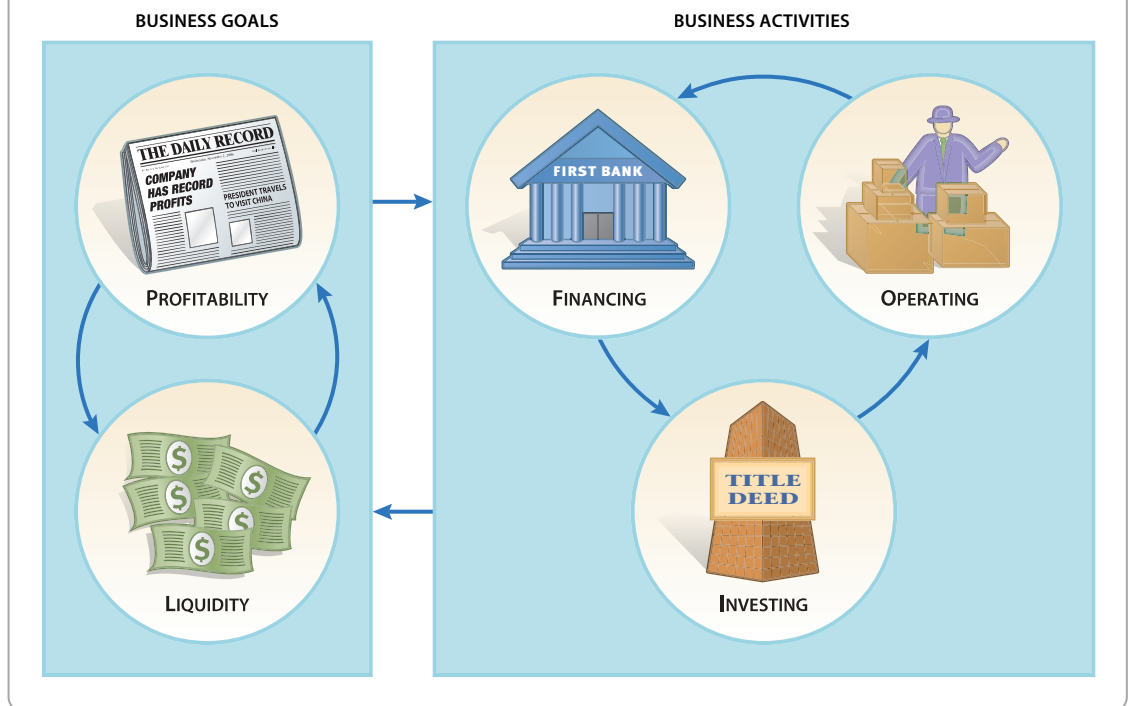 BUSINESS GOALS
BUSINESS ACTIVITIES
THE DAILY RECORD
COMPANY
HAS RECORD
PROFITS
PRESIDENT TRAVELS
TO VISIT CHINA
PROFITABILITY
FIRST BANK
FINANCING
OPERATING
$
$
$
$
$
LIQUIDITY
TITLE
DEED
INVESTING